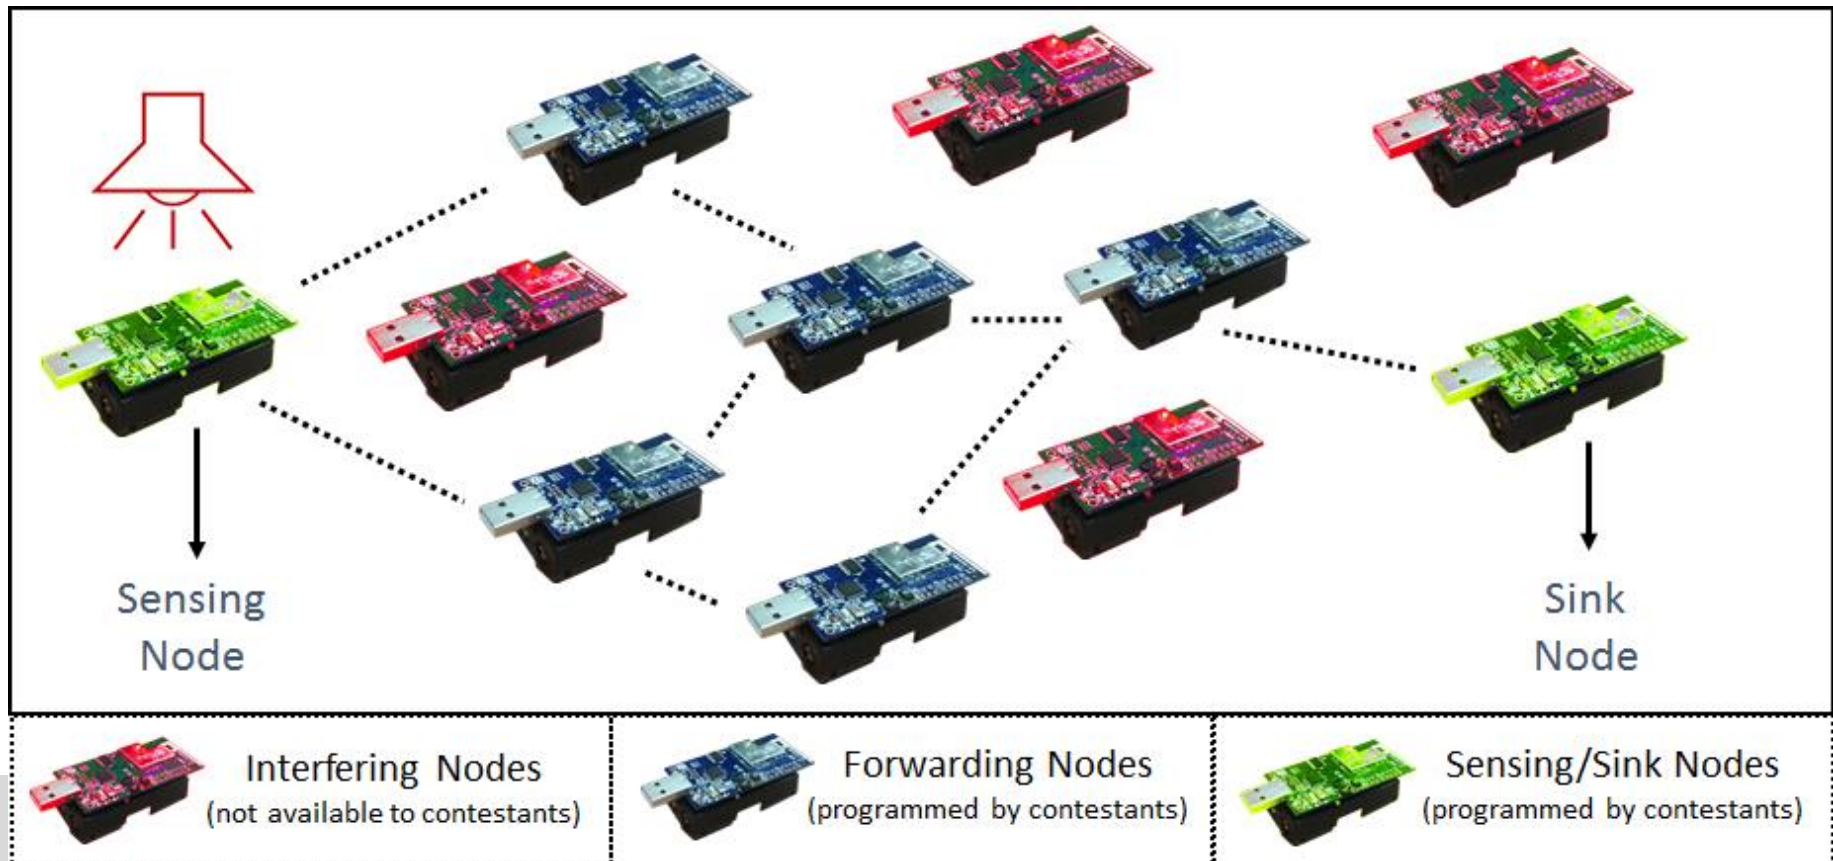 Sensing
Node
Sink
Node
Interfering Nodes
(not available to contestants)
Forwarding Nodes
(programmed by contestants)
Sensing/Sink Nodes
(programmed by contestants)